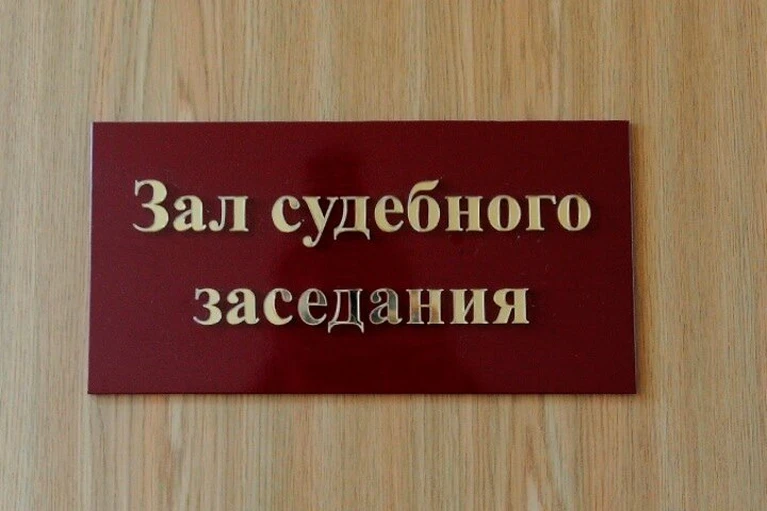 Зал судебного
заседания